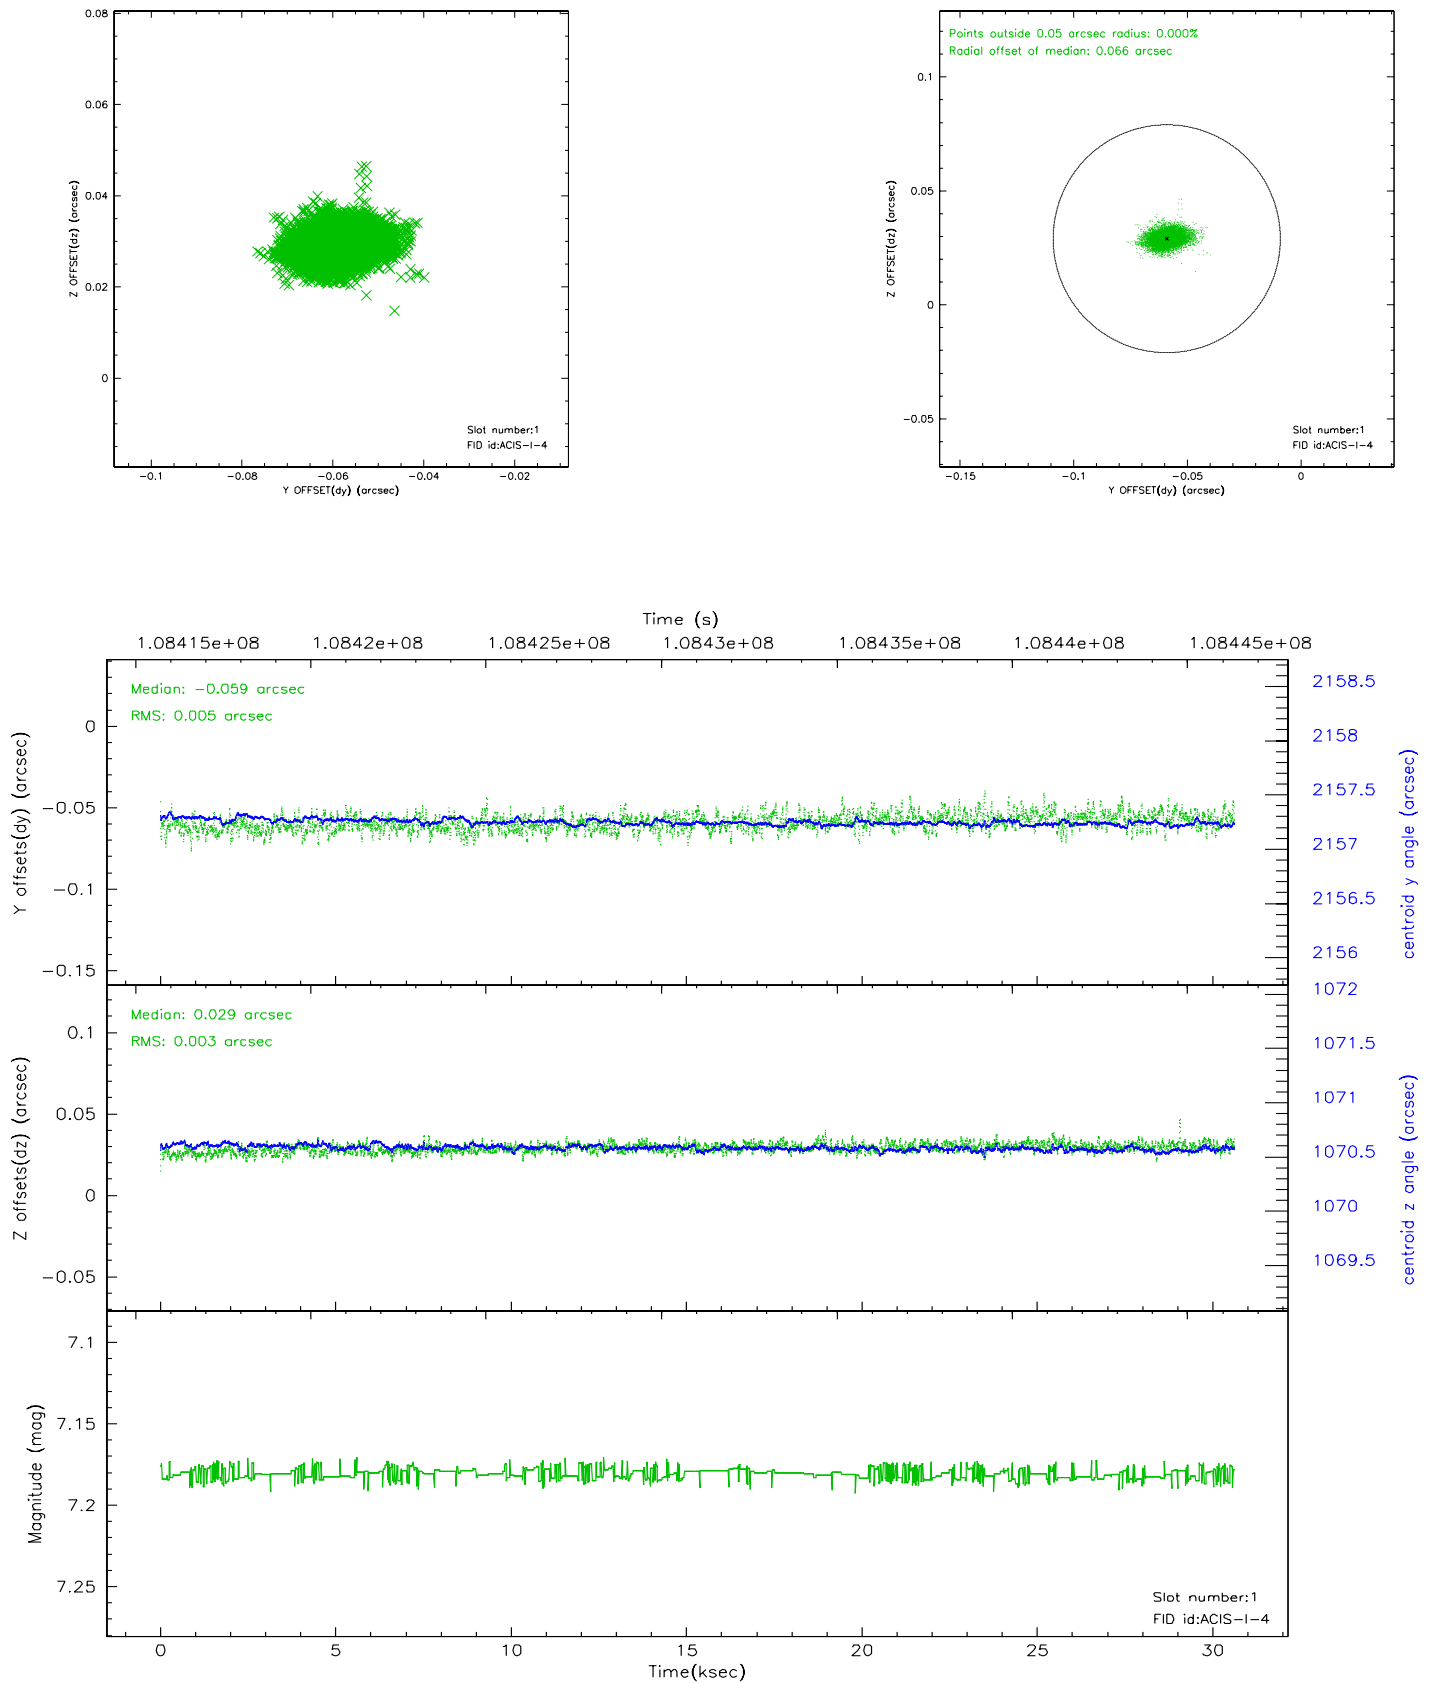 0.08
0.06
0.04
0.02
0
Z OFFSET(dz) (arcsec)
Slot number:1
FID id:ACIS-I-4
-0.1 -0.08 -0.06 -0.04 -0.02
Y OFFSET(dy) (arcsec)
Points outside 0.05 arcsec radius: 0.000%
Radial offset of median: 0.066 arcsec
0.1
0.05
0
-0.05
Z OFFSET(dz) (arcsec)
Slot number:1
FID id:ACIS-I-4
-0.15 -0.1 -0.05 0
Y OFFSET(dy) (arcsec)
Time (s)
1.08415e+08 1.0842e+08 1.08425e+08 1.0843e+08 1.08435e+08 1.0844e+08 1.08445e+08
Median: -0.059 arcsec
RMS: 0.005 arcsec
0
-0.05
-0.1
-0.15
Y offsets(dy) (arcsec)
2158.5
2158
2157.5
2157
2156.5
2156
centroid y angle (arcsec)
Median: 0.029 arcsec
RMS: 0.003 arcsec
0.1
0.05
0
-0.05
Z offsets(dz) (arcsec)
1072
1071.5
1071
1070.5
1070
1069.5
centroid z angle (arcsec)
7.1
7.15
7.2
7.25
Magnitude (mag)
Slot number:1
FID id:ACIS-I-4
0 5 10 15 20 25 30
Time(ksec)